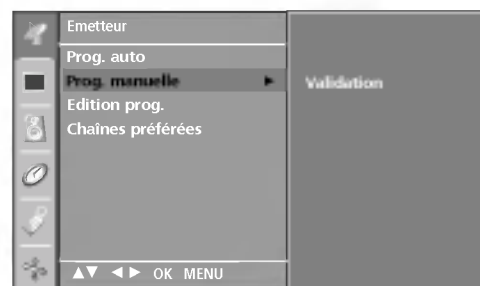 Emetteur
Prog. auto
Prog. manuelle ► Validation
Edition prog.
Chaînes préférées
▲▼ ◄► OK MENU